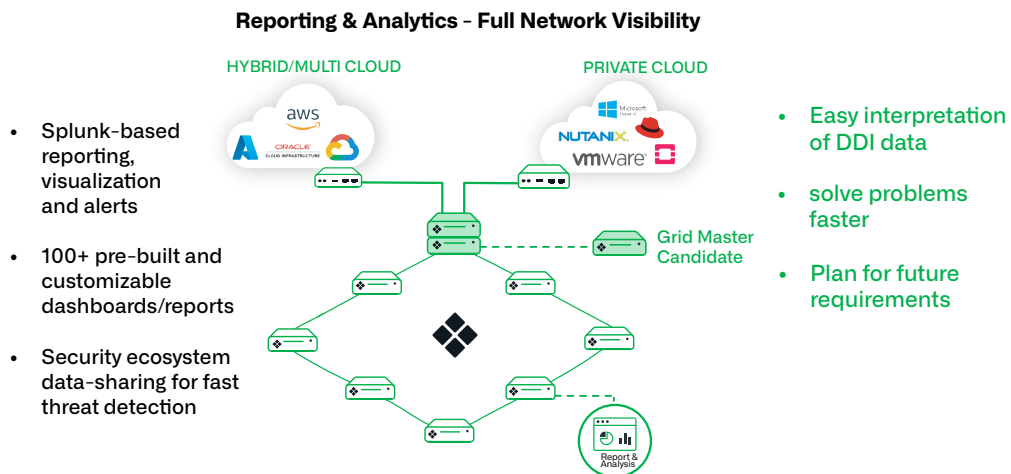 Reporting & Analytics - Full Network Visibility
HYBRID/MULTI CLOUD
PRIVATE CLOUD
aws
ORACLE
CLOUD INFRASTRUCTURE
Microsoft
Hyper-V
NUTANIX.
vmware
• Splunk-based
reporting,
visualization
and alerts
• 100+ pre-built and
customizable
dashboards/reports
• Security ecosystem
data-sharing for fast
threat detection
Grid Master
Candidate
Report &
Analysis
• Easy interpretation
of DDI data
• solve problems
faster
• Plan for future
requirements